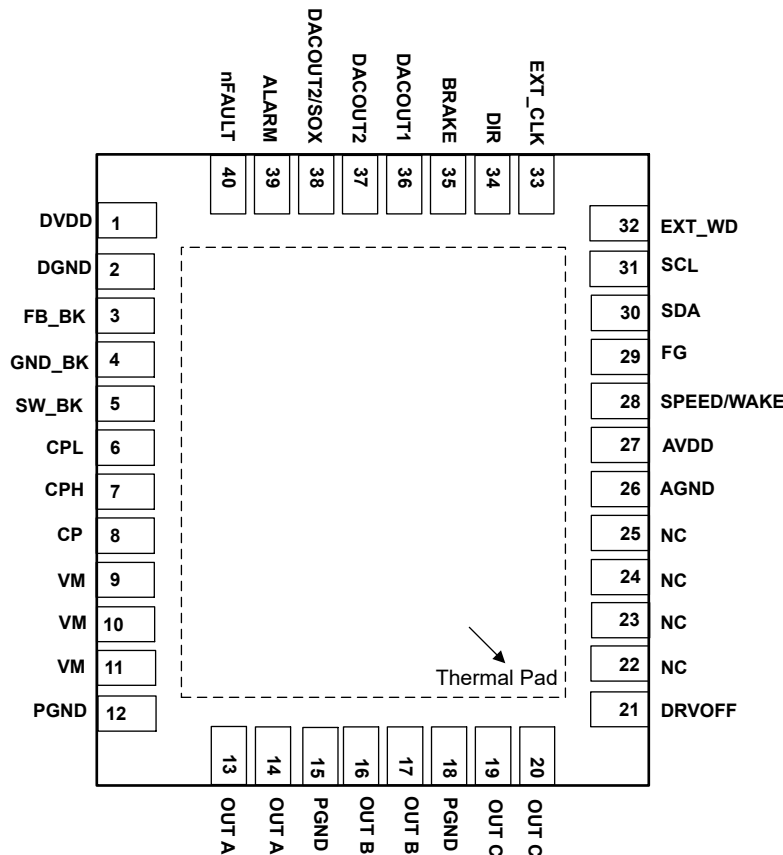 nFAULT
ALARM
DACOUT2/SOX
DACOUT2
DACOUT1
BRAKE
DIR
EXT_CLK
40
39
38
37
36
35
34
33
DVDD 1
DGND 2
FB_BK 3
GND_BK 4
SW_BK 5
CPL 6
CPH 7
CP 8
VM 9
VM 10
VM 11
PGND 12
32 EXT_WD
31 SCL
30 SDA
29 FG
28 SPEED/WAKE
27 AVDD
26 AGND
25 NC
24 NC
23 NC
22 NC
21 DRVOFF
Thermal Pad
13
14
15
16
17
18
19
20
OUT A
OUT A
PGND
OUT B
OUT B
PGND
OUT C
OUT C